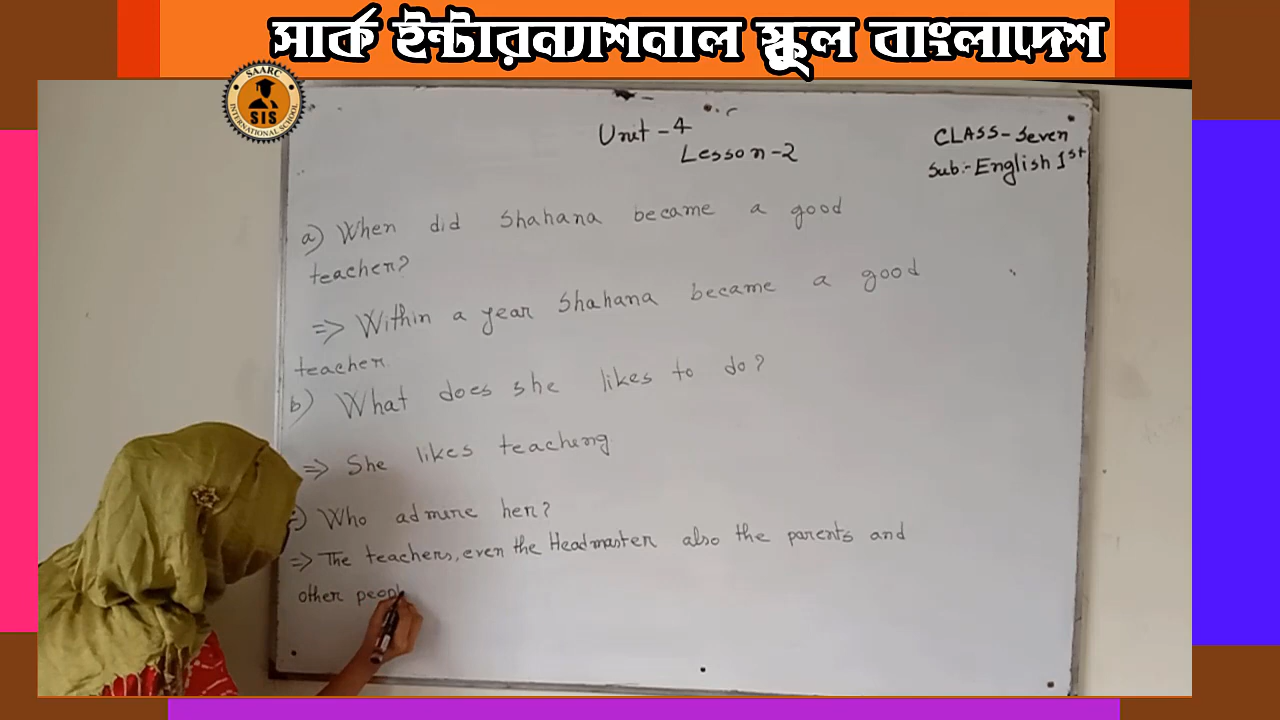 সার্ক ইন্টারন্যাশনাল স্কুল বাংলাদেশ
SAARC
SIS
INTERNATIONAL SCHOOL
Unit-4
Lesson-2
CLASS-Seven
Sub:-English 1st
a) When did Shahana became a good
teacher?
=> Within a year Shahana became a good
teacher.
b) What does she likes to do?
=> She likes teaching
c) Who admire her?
=> The teachers, even the Headmaster also the parents and
other peopl